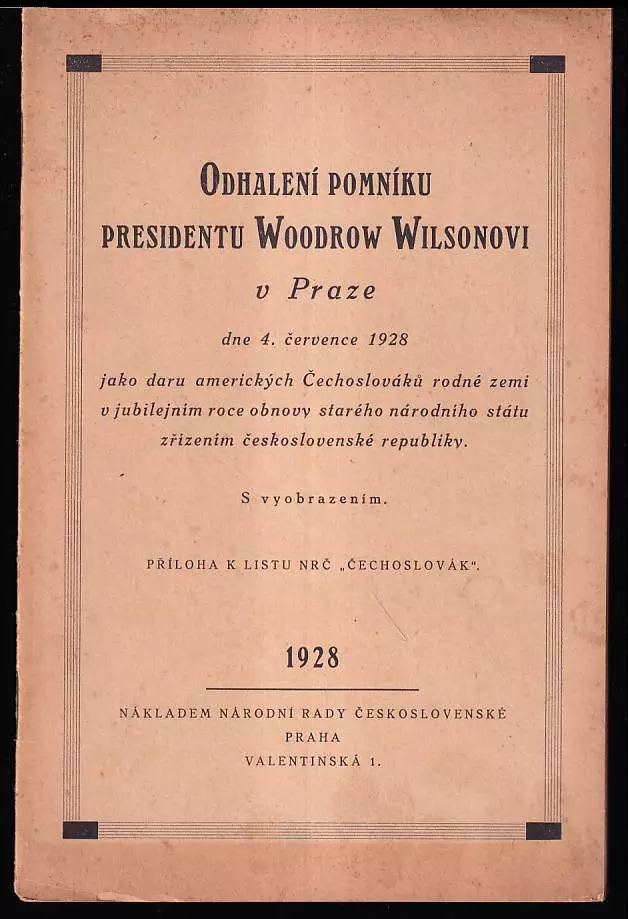 ODHALENÍ POMNÍKU
PRESIDENTU WOODROW WILSONOVI
v Praze
dne 4. července 1928
jako daru amerických Čechoslováků rodné zemi
v jubilejním roce obnovy starého národního státu
zřízením československé republiky.
S vyobrazením.
PŘÍLOHA K LISTU NRČ „ČECHOSLOVÁK“.
1928
NÁKLADEM NÁRODNÍ RADY ČESKOSLOVENSKÉ
PRAHA
VALENTINSKÁ 1.